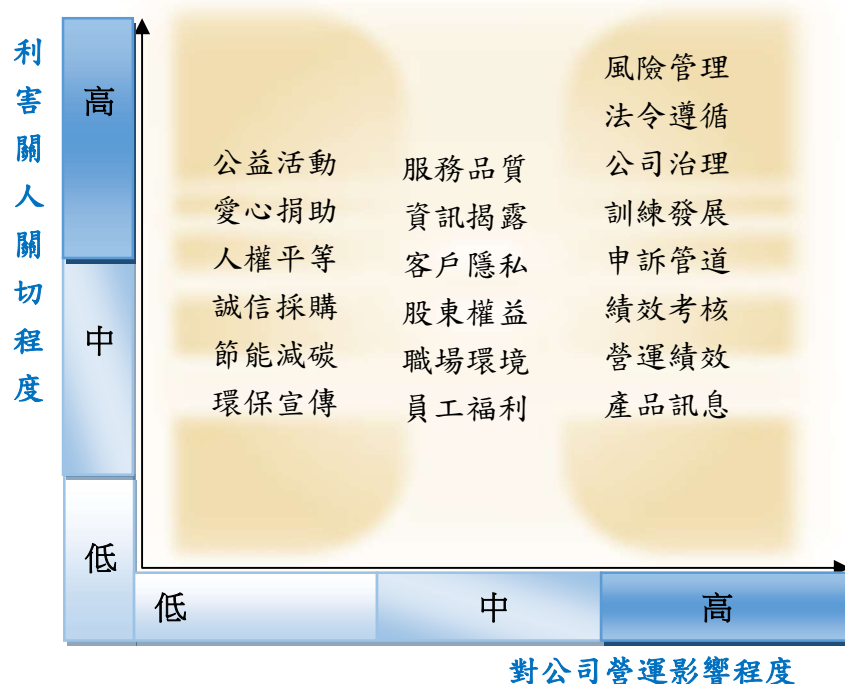 利害關人關切程度
高
中
低
公益活動
愛心捐助
人權平等
誠信採購
節能減碳
環保宣傳
服務品質
資訊揭露
客戶隱私
股東權益
職場環境
員工福利
風險管理
法令遵循
公司治理
訓練發展
申訴管道
績效考核
營運績效
產品訊息
低
中
高
對公司營運影響程度